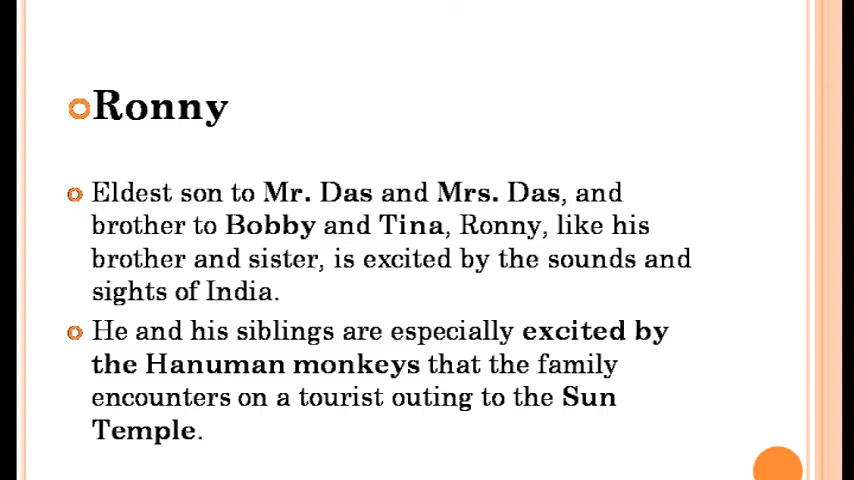 Ronny
Eldest son to Mr. Das and Mrs. Das, and
brother to Bobby and Tina, Ronny, like his
brother and sister, is excited by the sounds and
sights of India.
He and his siblings are especially excited by
the Hanuman monkeys that the family
encounters on a tourist outing to the Sun
Temple.